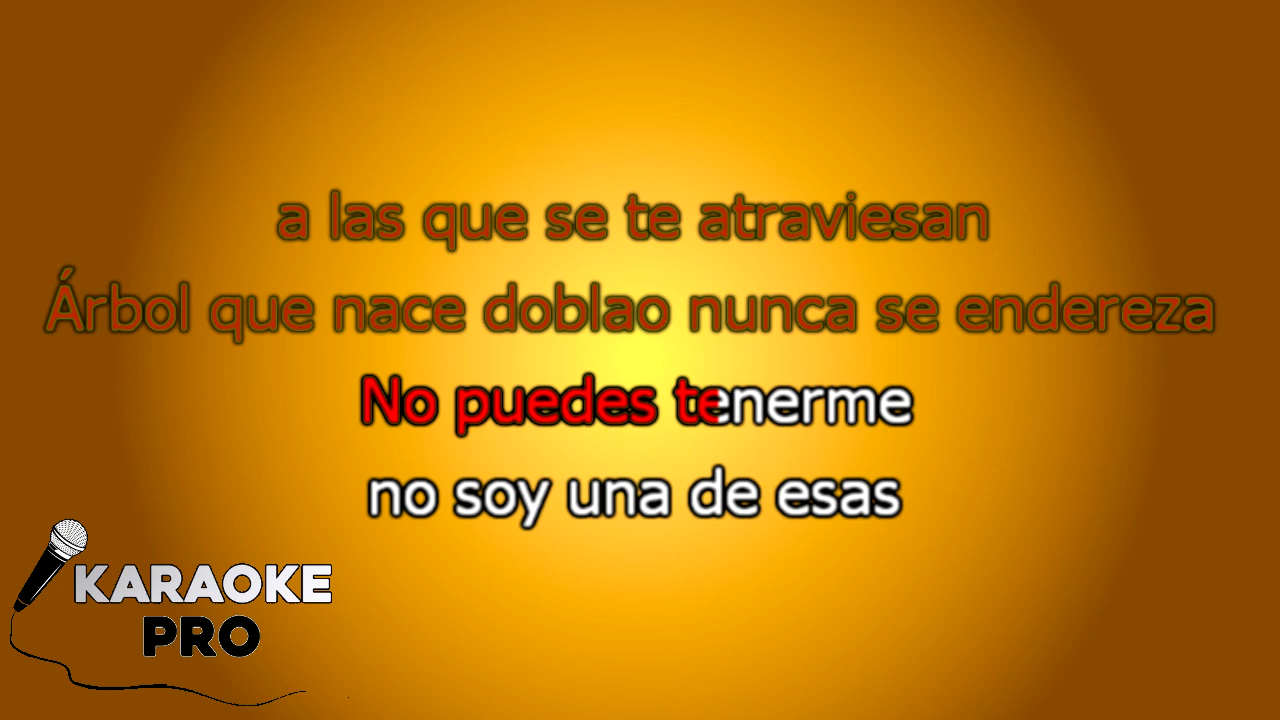 a las que se te atraviesan
Árbol que nace doblao nunca se endereza
No puedes tenerme
no soy una de esas
KARAOKE
PRO